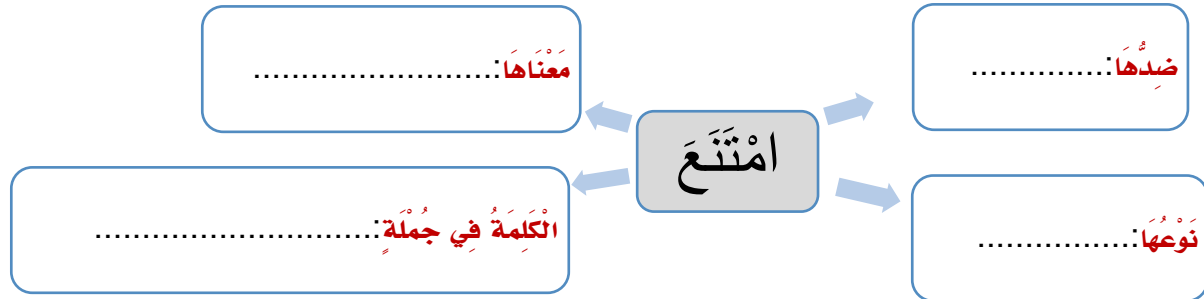 ضِدُّهَا:..............
مَعْنَاهَا:.........................
امْتَنَعَ
نَوْعُهَا:................
الْكَلِمَةُ فِي جُمْلَةٍ:.............................